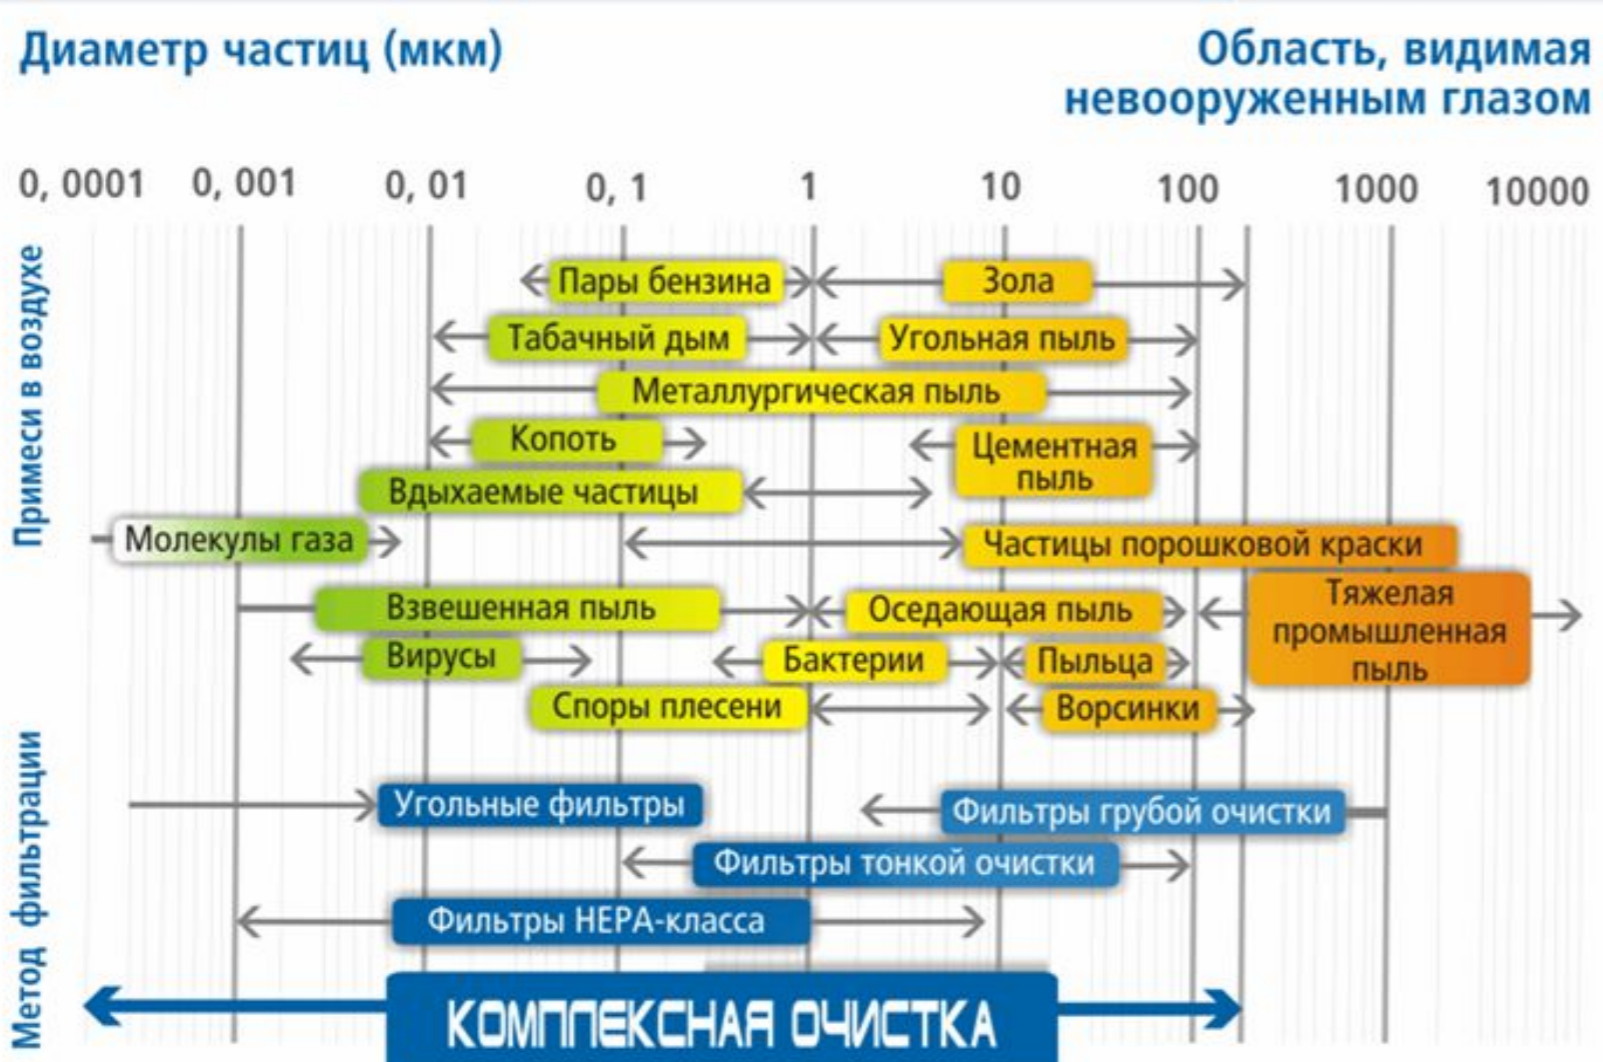 Диаметр частиц (мкм)
Область, видимая
невооруженным глазом
0, 0001 0, 001 0, 01 0, 1 1 10 100 1000 10000
Примеси в воздухе
Пары бензина Зола
Табачный дым Угольная пыль
Металлургическая пыль
Копоть
Цементная
пыль
Вдыхаемые частицы
Молекулы газа
Частицы порошковой краски
Взвешенная пыль Оседающая пыль
Тяжелая
промышленная
пыль
Вирусы Бактерии Пыльца
Споры плесени Ворсинки
Метод фильтрации
Угольные фильтры Фильтры грубой очистки
Фильтры тонкой очистки
Фильтры HEPA-класса
КОМПЛЕКСНАЯ ОЧИСТКА